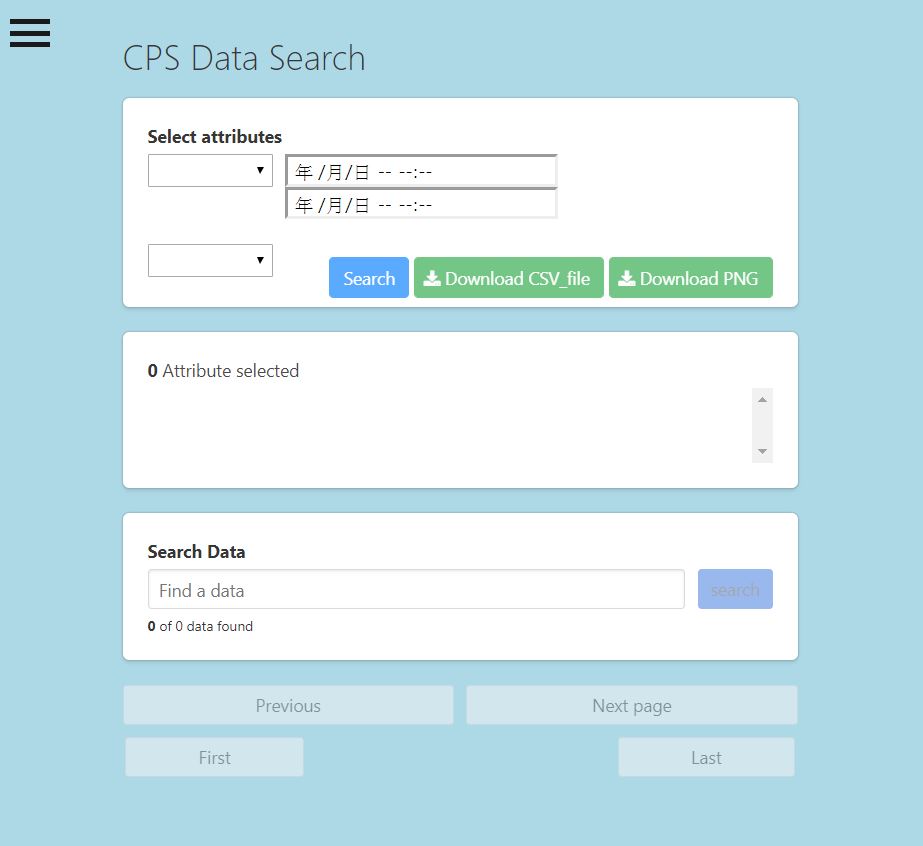 CPS Data Search
Select attributes
年 /月/日 -- --:--
年 /月/日 -- --:--
Search
Download CSV_file
Download PNG
0 Attribute selected
Search Data
Find a data
search
0 of 0 data found
Previous
Next page
First
Last